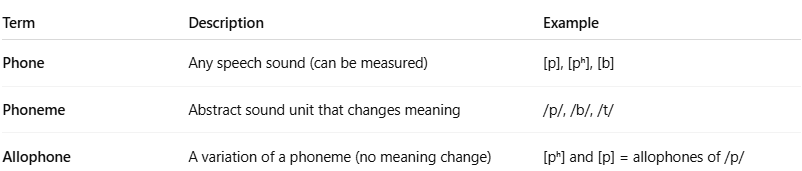 Term Description Example
Phone Any speech sound (can be measured) [p], [pʰ], [b]
Phoneme Abstract sound unit that changes meaning /p/, /b/, /t/
Allophone A variation of a phoneme (no meaning change) [pʰ] and [p] = allophones of /p/